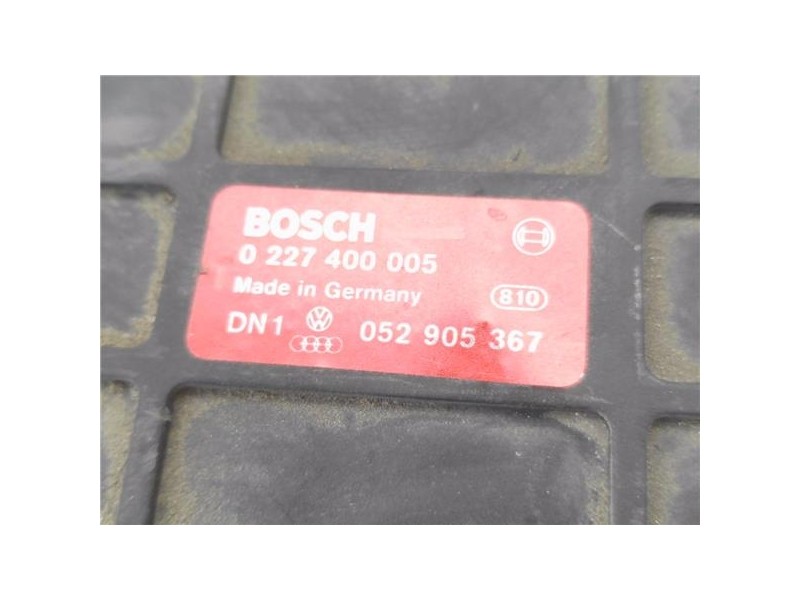 BOSCH
0 227 400 005
Made in Germany 810
DN1 052 905 367